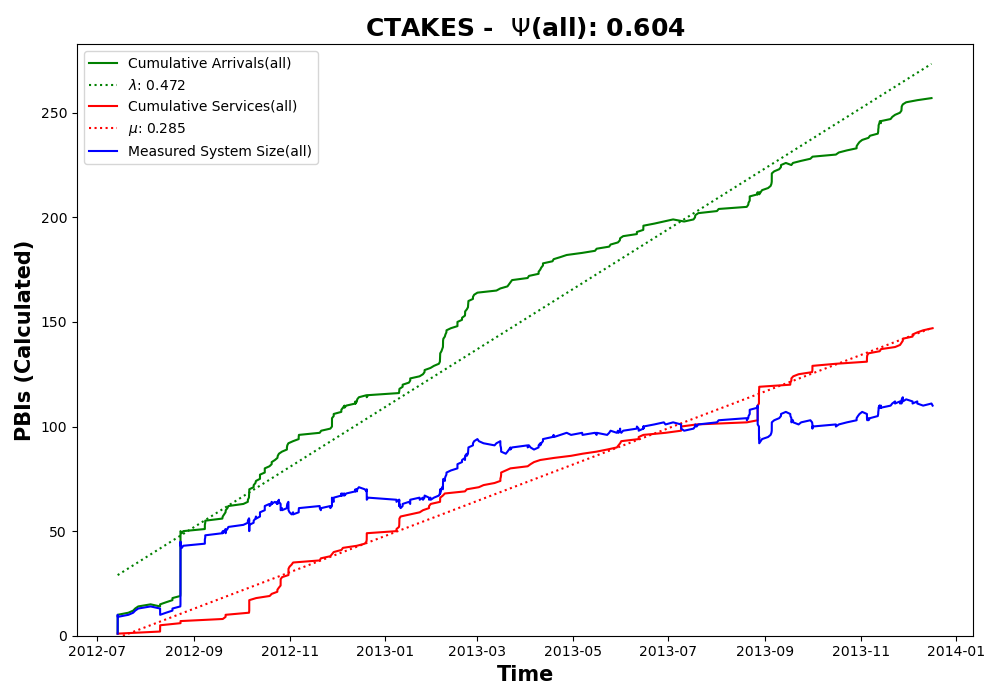 CTAKES -  Ψ(all): 0.604
Cumulative Arrivals(all)
λ: 0.472
Cumulative Services(all)
μ: 0.285
Measured System Size(all)
PBIs (Calculated)
250
200
150
100
50
0
2012-07 2012-09 2012-11 2013-01 2013-03 2013-05 2013-07 2013-09 2013-11 2014-01
Time